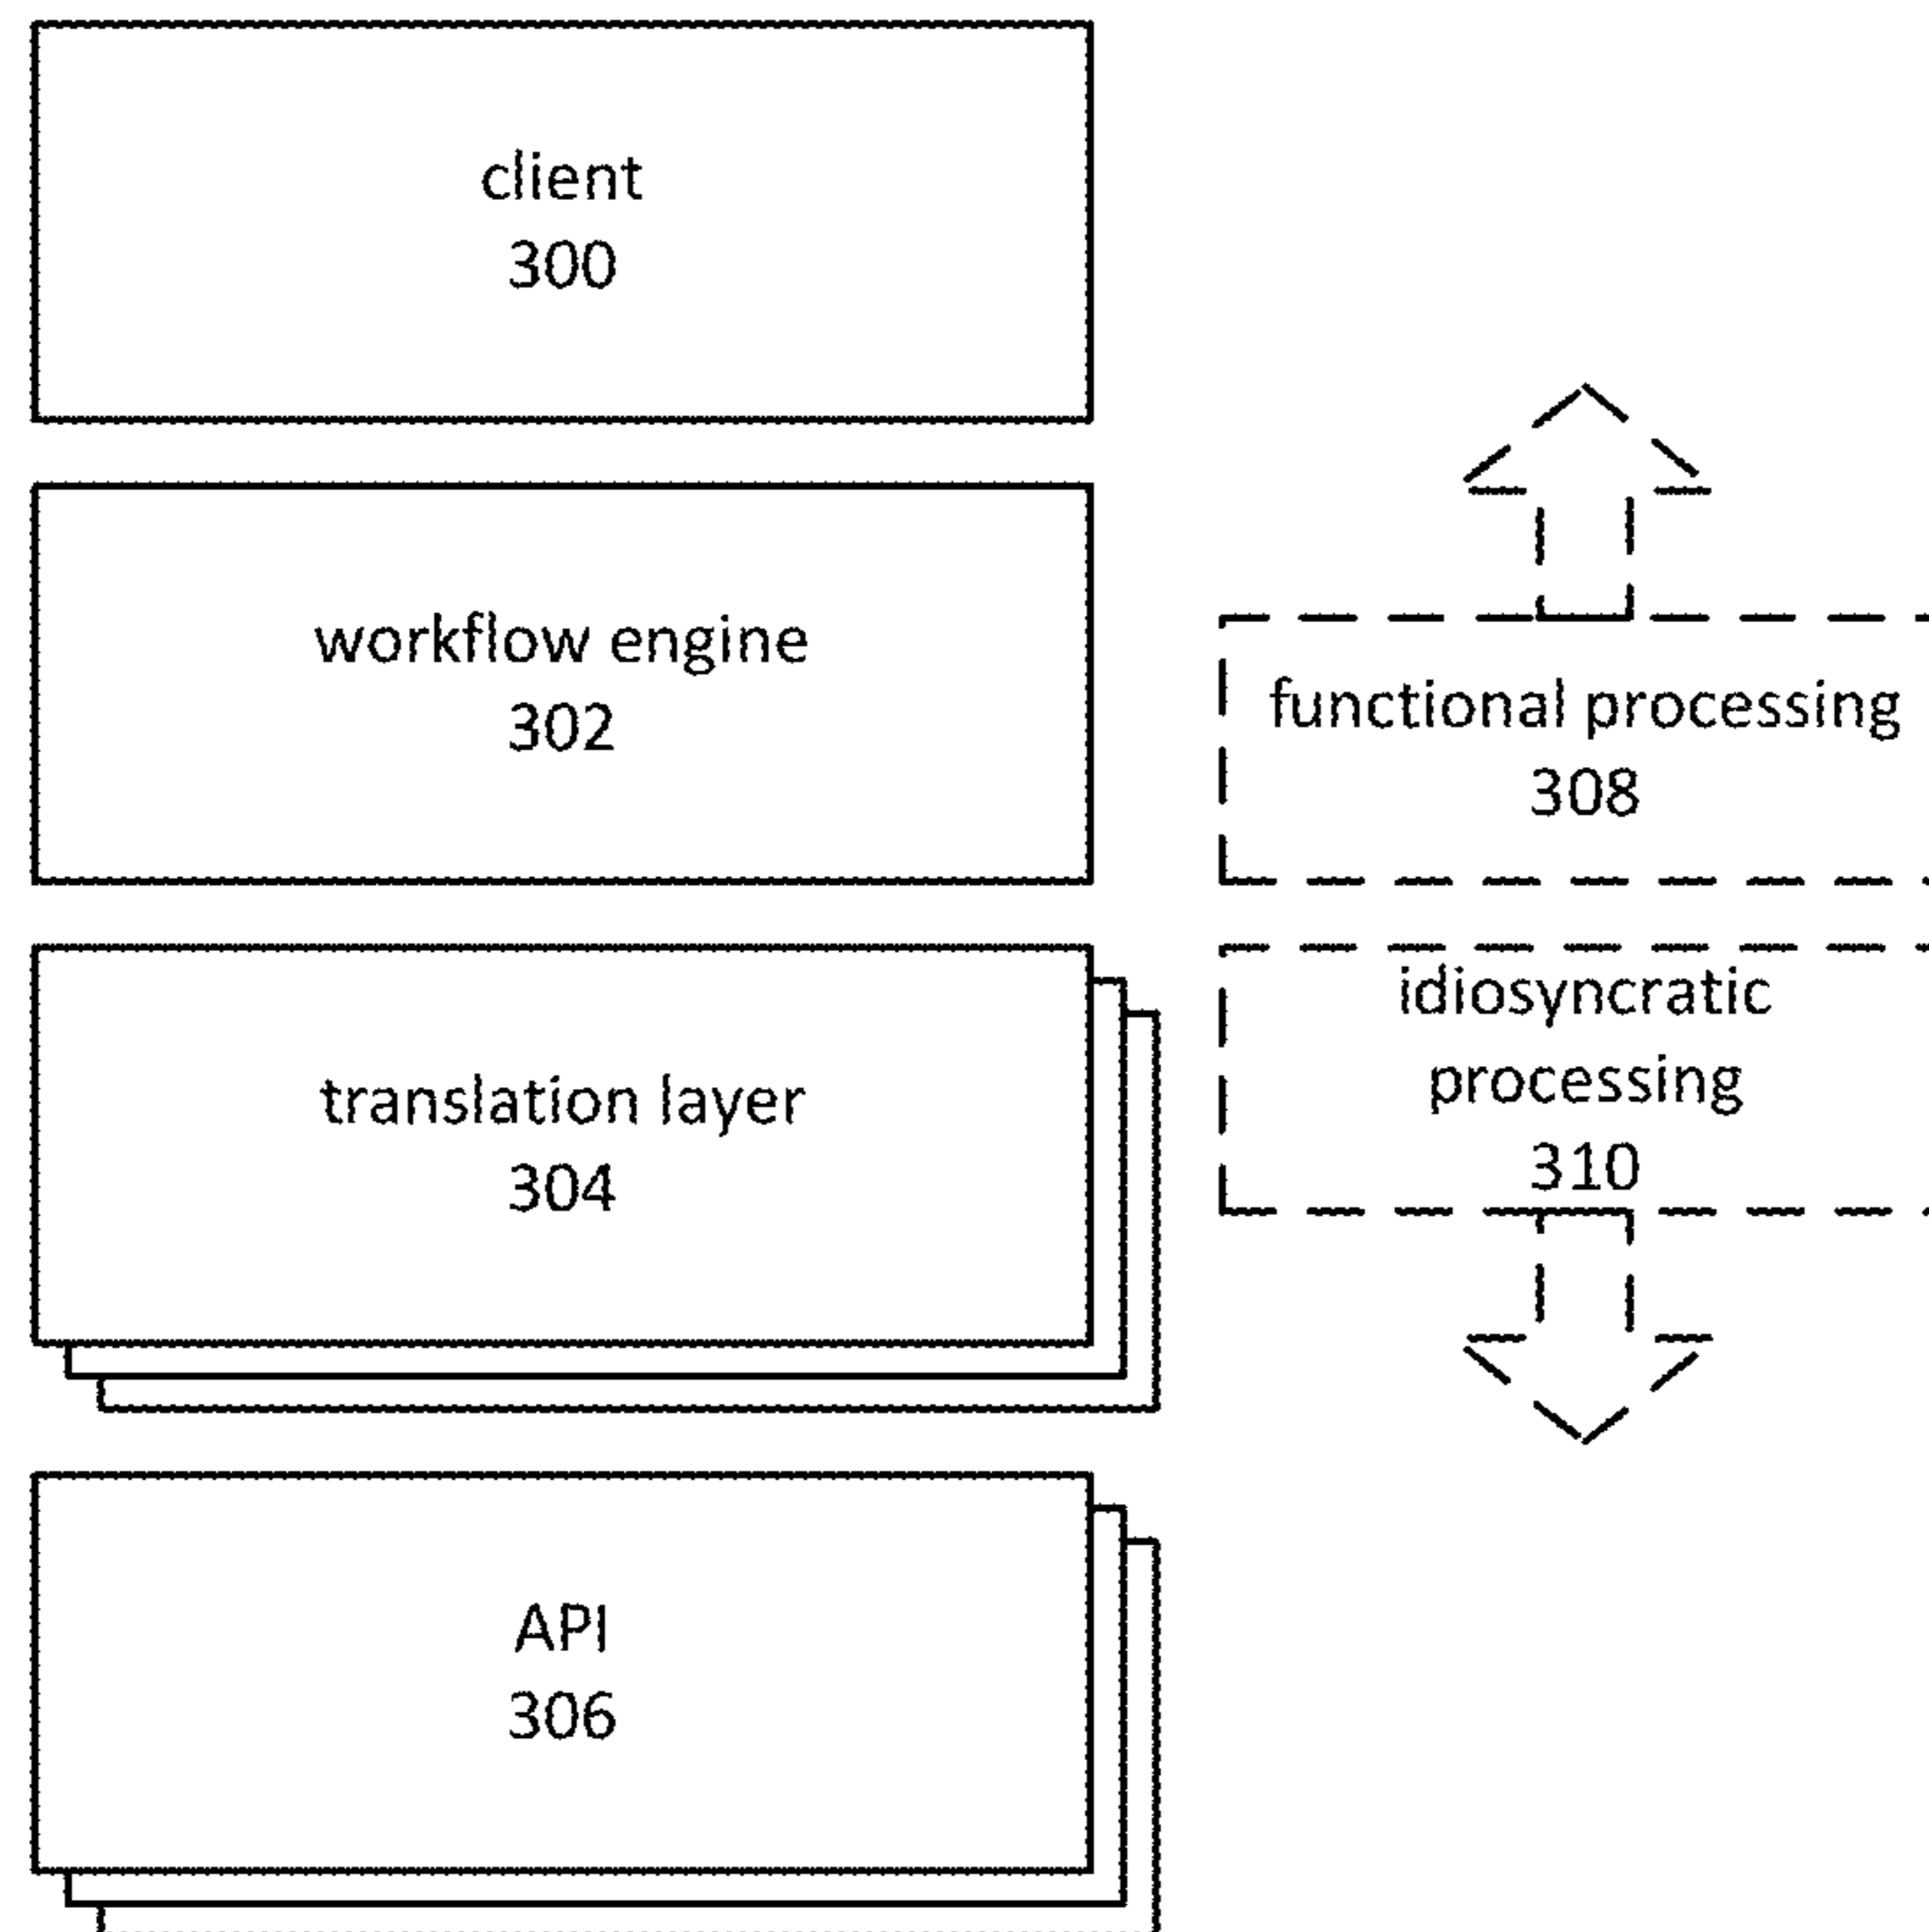 client
300
workflow engine
302
functional processing
308
translation layer
304
idiosyncratic
processing
310
API
306